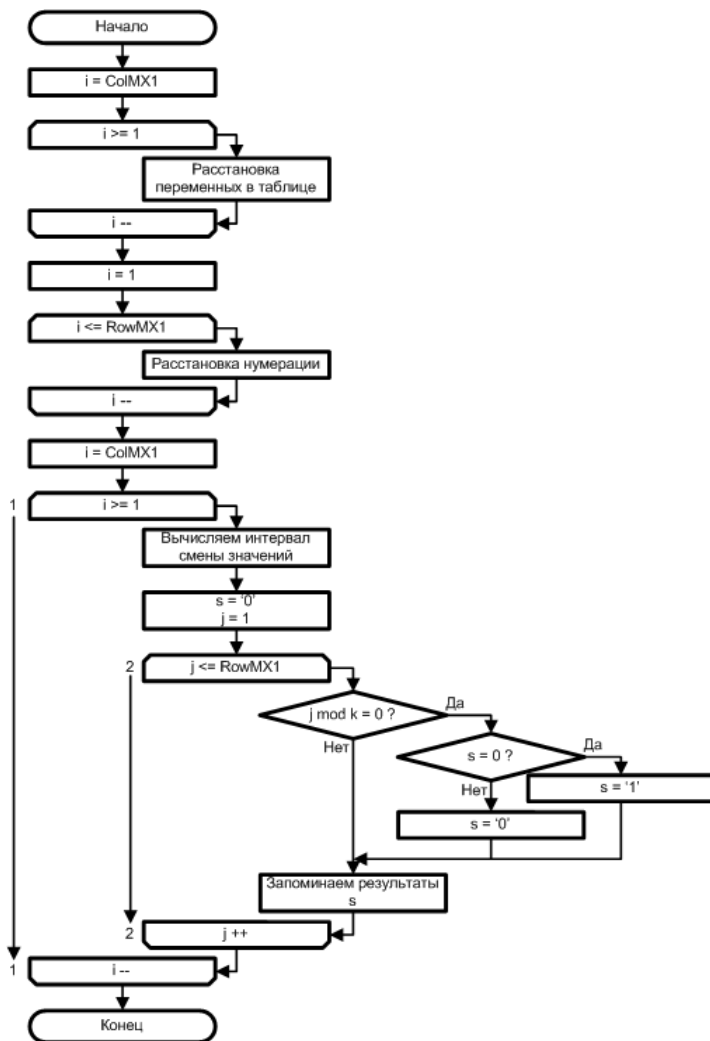 Начало
i = ColMX1
i >= 1
Расстановка
переменных в таблице
i --
i = 1
i <= RowMX1
Расстановка нумерации
i --
i = ColMX1
1
i >= 1
Вычисляем интервал
смены значений
s = ‘0’
j = 1
2
j <= RowMX1
j mod k = 0 ?
Да
Нет
s = 0 ?
Да
Нет
s = ‘1’
s = ‘0’
Запоминаем результаты
s
2
j ++
1
i --
Конец